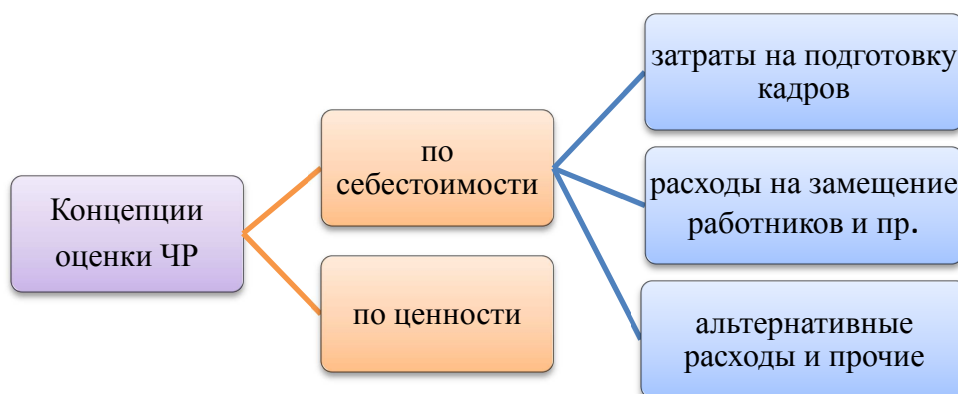 Концепции
оценки ЧР
по
себестоимости
по ценности
затраты на подготовку
кадров
расходы на замещение
работников и пр.
альтернативные
расходы и прочие